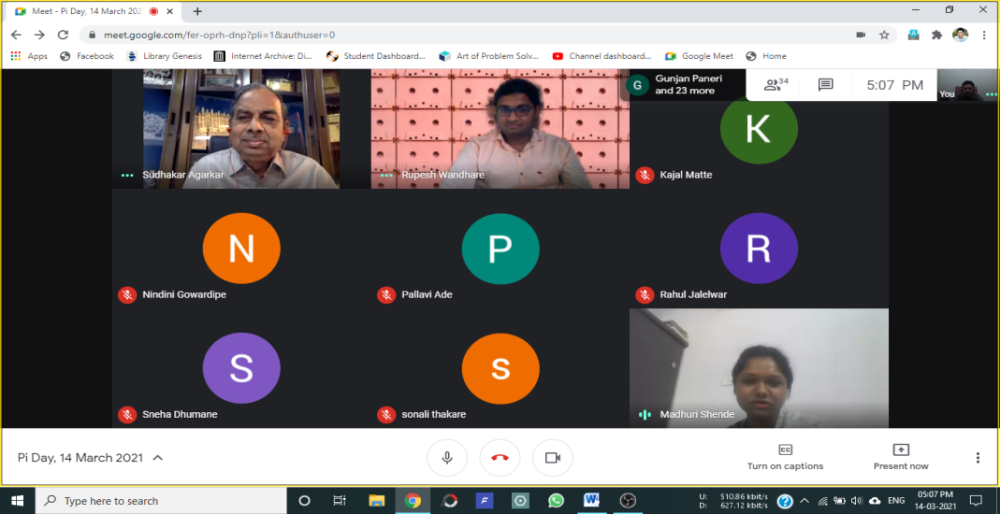 Meet - Pi Day, 14 March 202
meet.google.com/fer-oprh-dnp?pli=1&authuser=0
Apps Facebook Library Genesis Internet Archive: Di... Student Dashboard... Art of Problem Solv... Channel dashboard... Google Meet Home
G Gunjan Paneri
and 23 more
34
5:07 PM
You
Sudhakar Agarkar
Rupesh Wandhare
K
Kajal Matte
N
Nindini Gowardipe
P
Pallavi Ade
R
Rahul Jalelwar
S
Sneha Dhumane
s
sonali thakare
Madhuri Shende
Pi Day, 14 March 2021
CC
Turn on captions
Present now
Type here to search
F
W
U: 510.86 kbit/s
D: 627.12 kbit/s
ENG
05:07 PM
14-03-2021